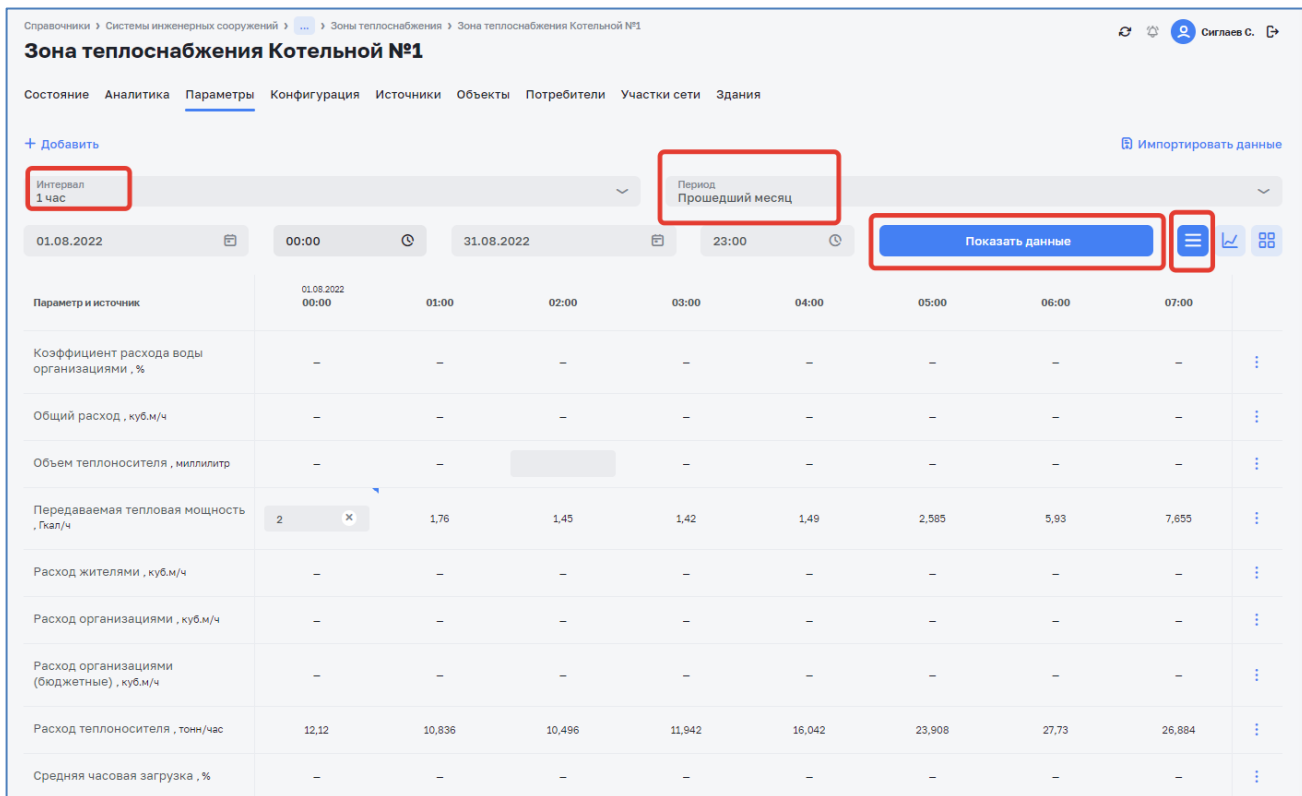 Справочники › Системы инженерных сооружений › ... › Зоны теплоснабжения › Зона теплоснабжения Котельной №1
Сиглаев С.
Зона теплоснабжения Котельной №1
Состояние Аналитика Параметры Конфигурация Источники Объекты Потребители Участки сети Здания
+ Добавить Импортировать данные
Интервал Период
1 час Прошедший месяц
01.08.2022 00:00 31.08.2022 23:00 Показать данные
01.08.2022
Параметр и источник 00:00 01:00 02:00 03:00 04:00 05:00 06:00 07:00
Коэффициент расхода воды
организациями , % – – – – – – – –
Общий расход , куб.м/ч – – – – – – – –
Объем теплоносителя , миллилитр – – – – – – –
Передаваемая тепловая мощность
, Гкал/ч 2 1,76 1,45 1,42 1,49 2,585 5,93 7,655
Расход жителями , куб.м/ч – – – – – – – –
Расход организациями , куб.м/ч – – – – – – – –
Расход организациями
(бюджетные) , куб.м/ч – – – – – – – –
Расход теплоносителя , тонн/час 12,12 10,836 10,496 11,942 16,042 23,908 27,73 26,884
Средняя часовая загрузка , % – – – – – – – –